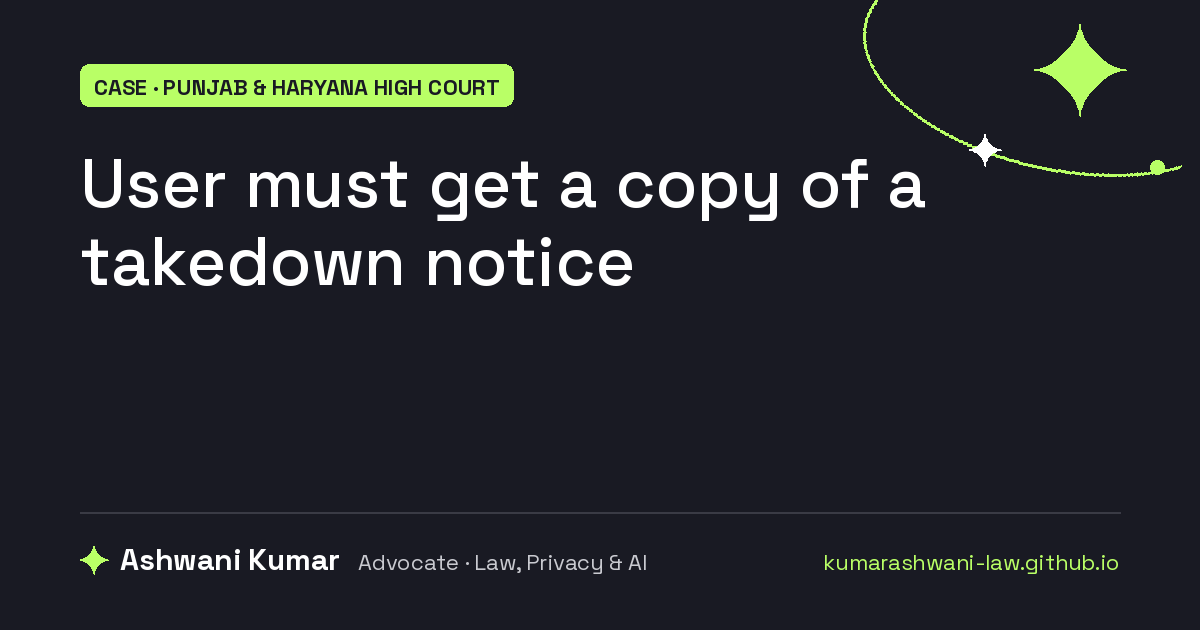 CASE · PUNJAB & HARYANA HIGH COURT
User must get a copy of a
takedown notice
Ashwani Kumar Advocate · Law, Privacy & AI kumarashwani-law.github.io